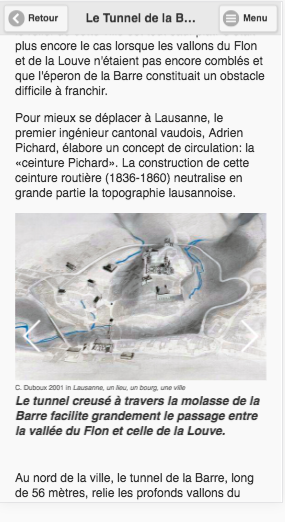 Retour
Le Tunnel de la B...
Menu
plus encore le cas lorsque les vallons du Flon
et de la Louve n'étaient pas encore comblés et
que l'éperon de la Barre constituait un obstacle
difficile à franchir.
Pour mieux se déplacer à Lausanne, le
premier ingénieur cantonal vaudois, Adrien
Pichard, élabore un concept de circulation: la
«ceinture Pichard». La construction de cette
ceinture routière (1836-1860) neutralise en
grande partie la topographie lausannoise.
C. Duboux 2001 in Lausanne, un lieu, un bourg, une ville
Le tunnel creusé à travers la molasse de la
Barre facilite grandement le passage entre
la vallée du Flon et celle de la Louve.
Au nord de la ville, le tunnel de la Barre, long
de 56 mètres, relie les profonds vallons du